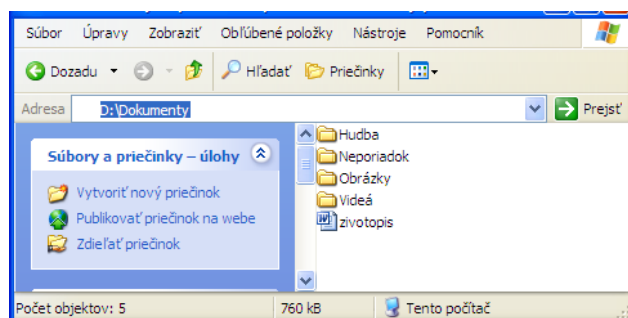 Súbor Úpravy Zobraziť Obľúbené položky Nástroje Pomocník
Dozadu Hľadať Priečinky
Adresa D:\Dokumenty Prejsť
Súbory a priečinky – úlohy
Vytvoriť nový priečinok
Publikovať priečinok na webe
Zdieľať priečinok
Hudba
Neporiadok
Obrázky
Videá
zivotopis
Počet objektov: 5 760 kB Tento počítač